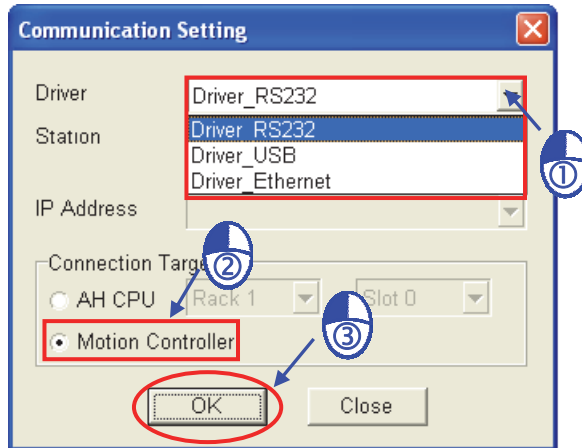 Communication Setting
Driver
Driver_RS232
Driver_RS232
Driver_USB
Driver_Ethernet
①
Station
IP Address
Connection Target
②
AH CPU
Rack 1
Slot 0
Motion Controller
③
OK
Close